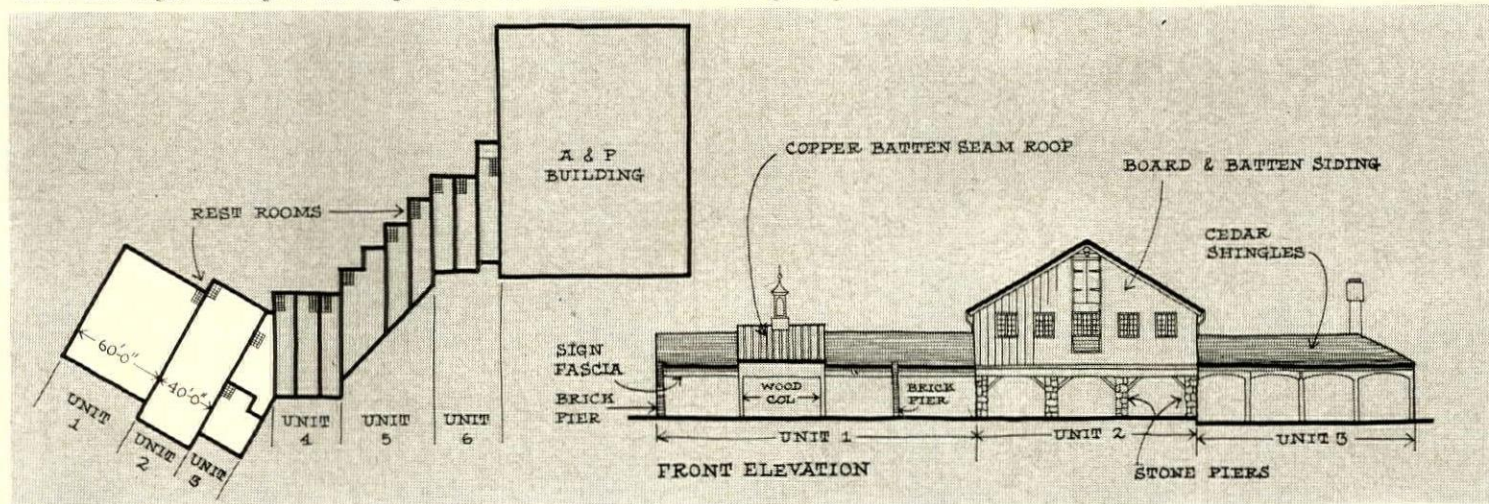 A & P
BUILDING
REST ROOMS
60'-0"
40'-0"
UNIT
1
UNIT
2
UNIT
3
UNIT
4
UNIT
5
UNIT
6
COPPER BATTEN SEAM ROOF
BOARD & BATTEN SIDING
CEDAR
SHINGLES
SIGN
FASCIA
BRICK
PIER
WOOD
COL
BRICK
PIER
UNIT 1
UNIT 2
UNIT 3
FRONT ELEVATION
STONE PIERS